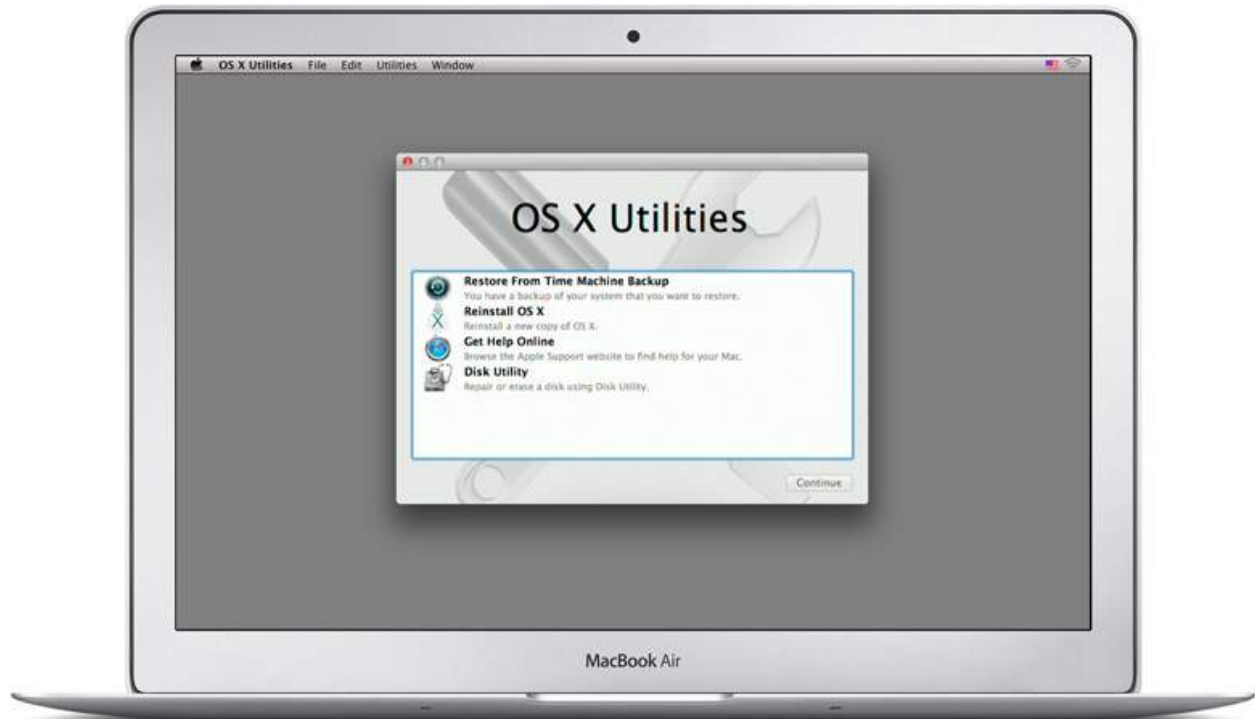 OS X Utilities File Edit Utilities Window
OS X Utilities
Restore From Time Machine Backup
You have a backup of your system that you want to restore.
Reinstall OS X
Reinstall a new copy of OS X.
Get Help Online
Browse the Apple Support website to find help for your Mac.
Disk Utility
Repair or erase a disk using Disk Utility.
Continue
MacBook Air